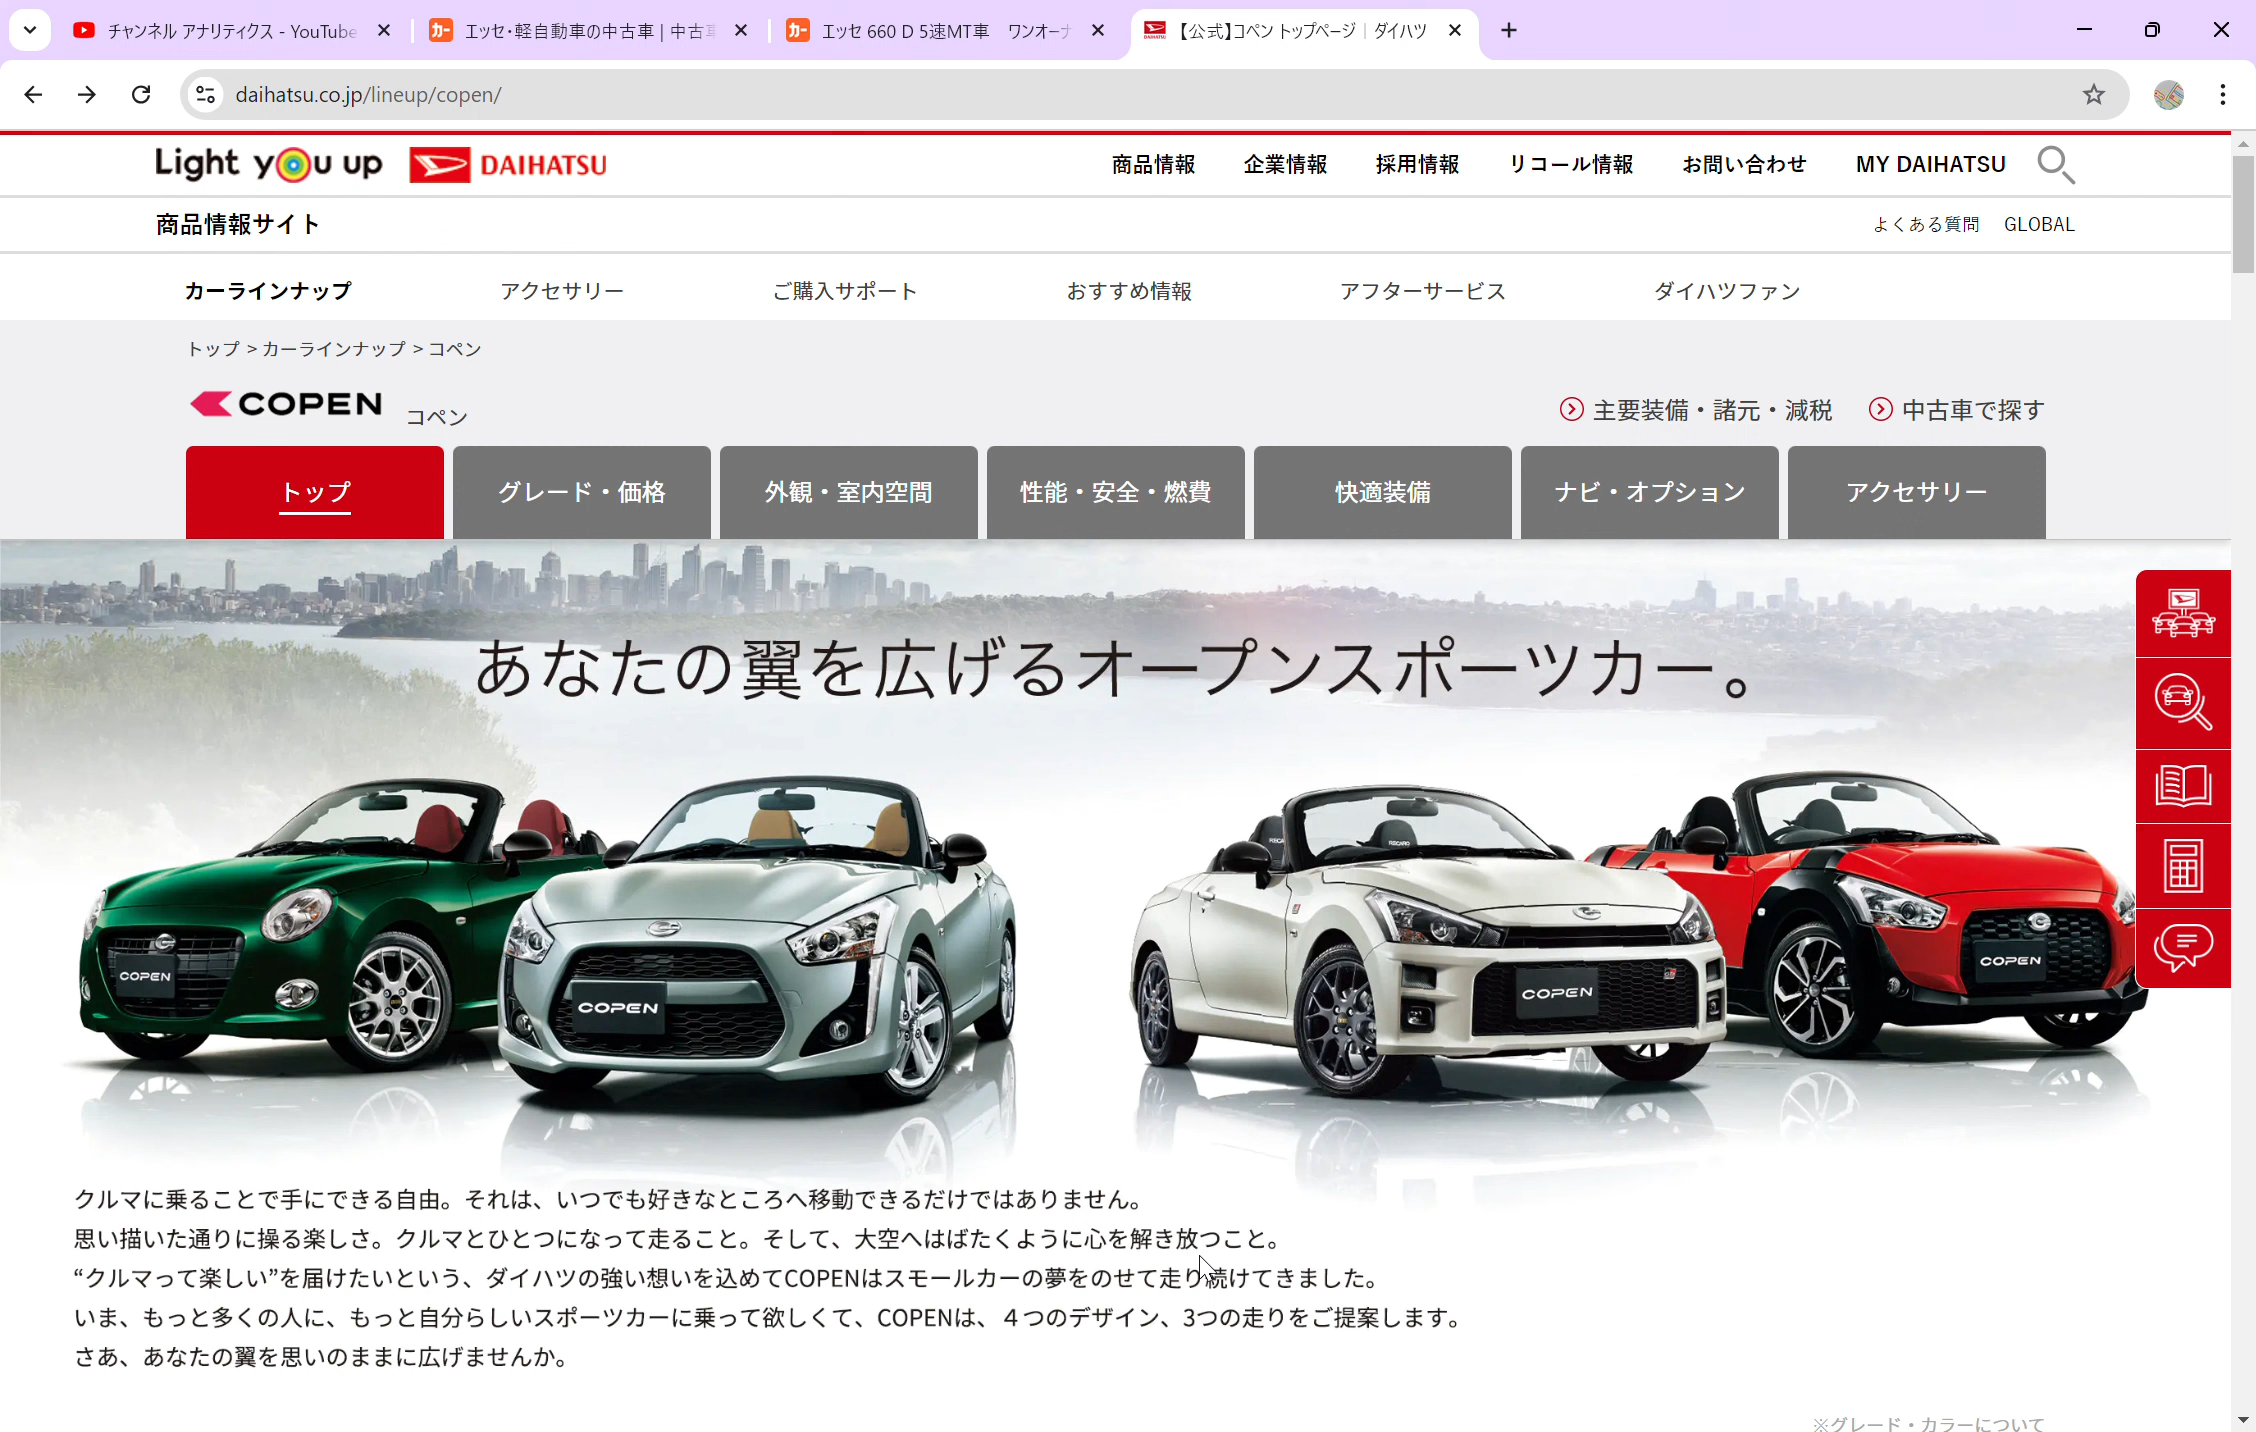 チャンネル アナリティクス - YouTube
エッセ・軽自動車の中古車 | 中古
エッセ 660 D 5速MT車 ワンオーナ
【公式】コペン トップページ｜ダイハツ
daihatsu.co.jp/lineup/copen/
Light you up DAIHATSU
商品情報 企業情報 採用情報 リコール情報 お問い合わせ MY DAIHATSU
商品情報サイト
よくある質問 GLOBAL
カーラインナップ アクセサリー ご購入サポート おすすめ情報 アフターサービス ダイハツファン
トップ > カーラインナップ > コペン
COPEN コペン
主要装備・諸元・減税 中古車で探す
トップ グレード・価格 外観・室内空間 性能・安全・燃費 快適装備 ナビ・オプション アクセサリー
あなたの翼を広げるオープンスポーツカー。
RECARO
COPEN
COPEN
COPEN
COPEN
クルマに乗ることで手にできる自由。それは、いつでも好きなところへ移動できるだけではありません。
思い描いた通りに操る楽しさ。クルマとひとつになって走ること。そして、大空へはばたくように心を解き放つこと。
“クルマって楽しい”を届けたいという、ダイハツの強い想いを込めてCOPENはスモールカーの夢をのせて走り続けてきました。
いま、もっと多くの人に、もっと自分らしいスポーツカーに乗って欲しくて、COPENは、４つのデザイン、3つの走りをご提案します。
さあ、あなたの翼を思いのままに広げませんか。
※グレード・カラーについて